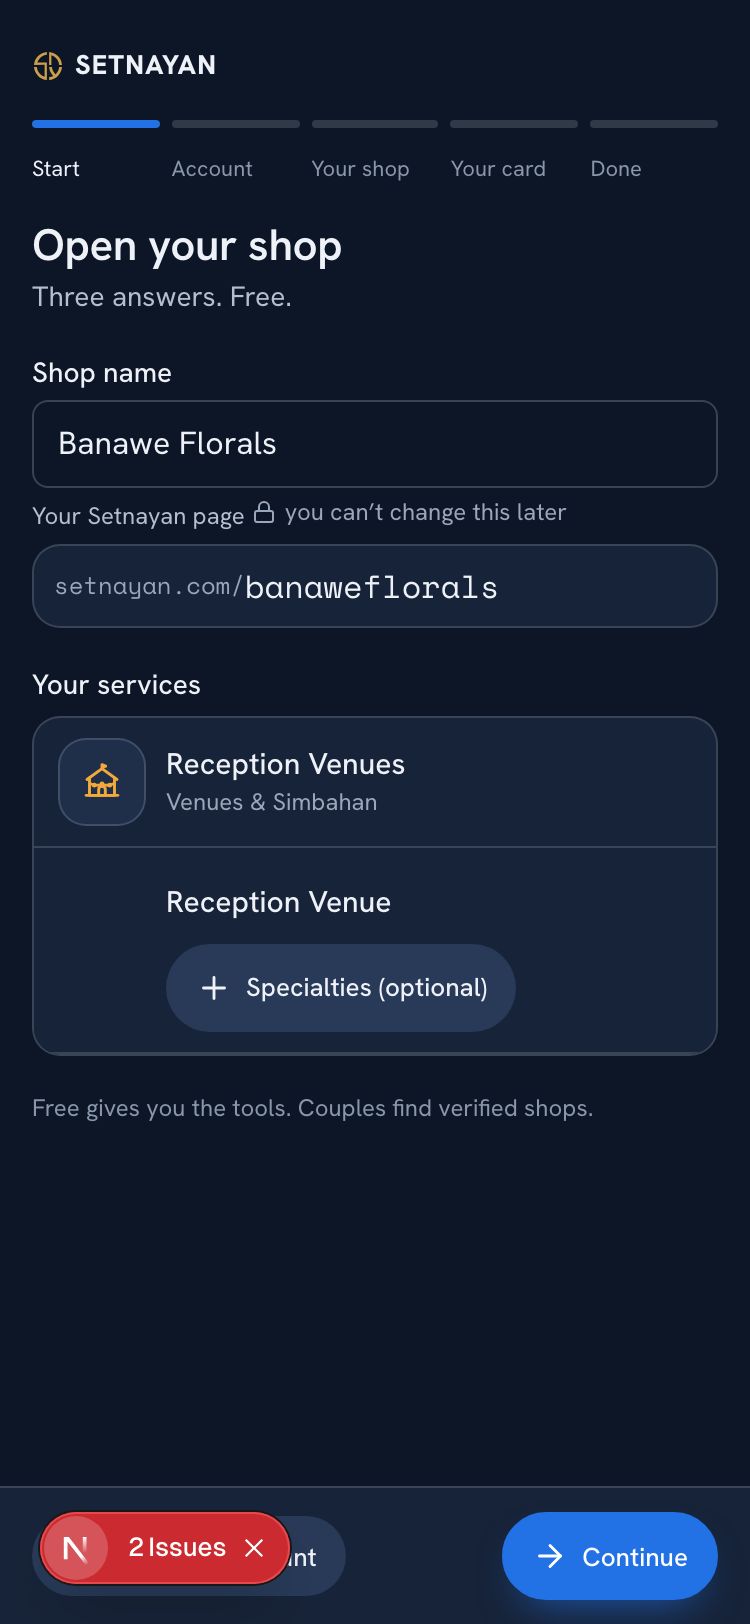 SETNAYAN
Start Account Your shop Your card Done
Open your shop
Three answers. Free.
Shop name
Banawe Florals
Your Setnayan page you can’t change this later
setnayan.com/banaweflorals
Your services
Reception Venues
Venues & Simbahan
Reception Venue
Specialties (optional)
Free gives you the tools. Couples find verified shops.
2 Issues
Continue